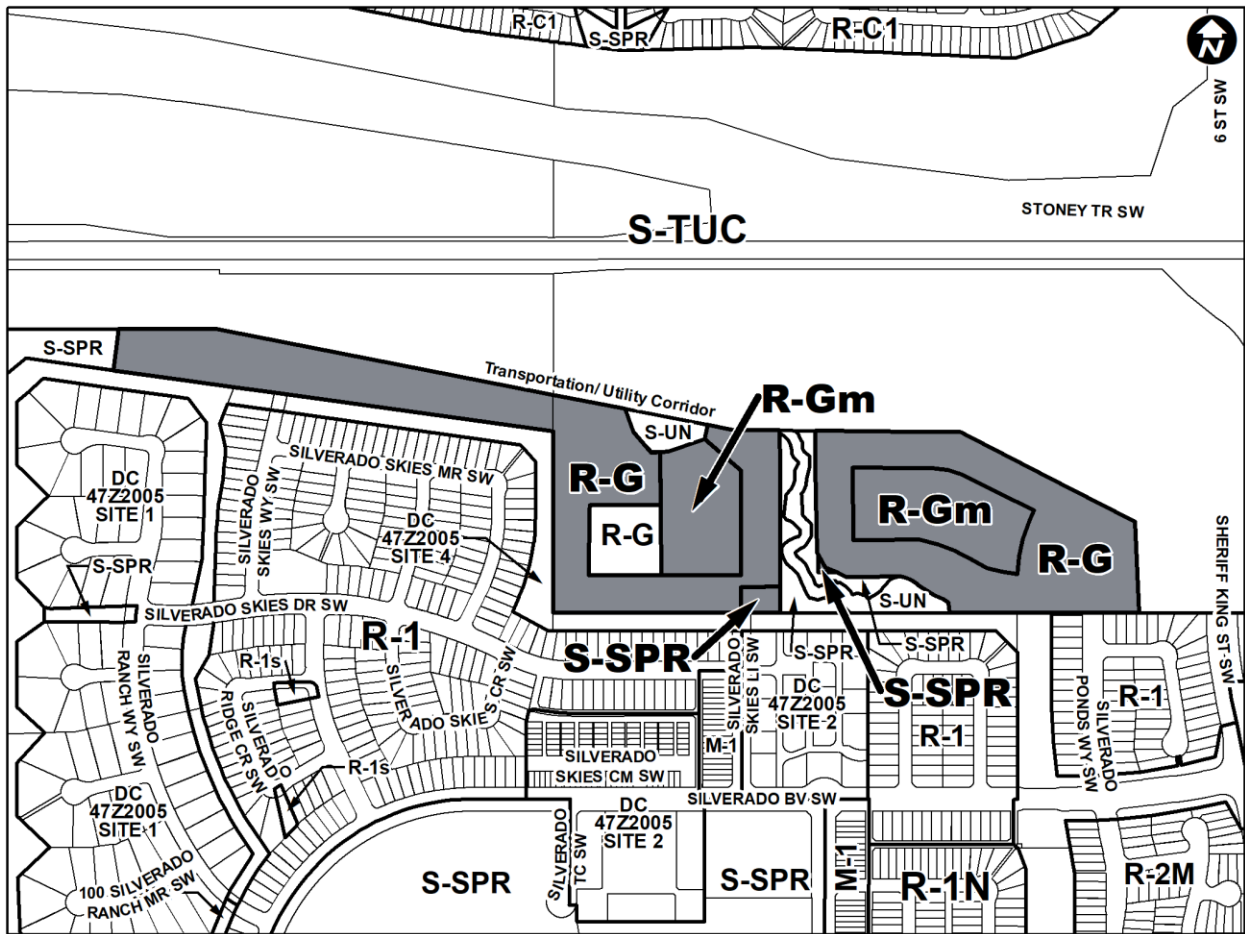 R-C1
S-SPR
R-C1
N
6 ST SW
STONEY TR SW
S-TUC
S-SPR
Transportation/ Utility Corridor
R-Gm
S-UN
SILVERADO SKIES MR SW
R-G
R-Gm
DC
47Z2005
SITE 1
SILVERADO
SKIES WY SW
DC
47Z2005
SITE 4
R-G
R-G
S-SPR
S-UN
SHERIFF KING ST SW
SILVERADO SKIES DR SW
R-1
S-SPR
S-SPR
S-SPR
S-SPR
R-1s
SILVERADO
RANCH WY SW
SILVERADO
RIDGE CR SW
SILVERADO SKIES CR SW
SILVERADO
SKIES LI SW
DC
47Z2005
SITE 2
R-1
SILVERADO
PONDS WY SW
R-1
M-1
R-1s
SILVERADO
SKIES CM SW
DC
47Z2005
SITE 1
SILVERADO BV SW
DC
47Z2005
SITE 2
SILVERADO
TC SW
100 SILVERADO
RANCH MR SW
S-SPR
S-SPR
M-1
R-1N
R-2M